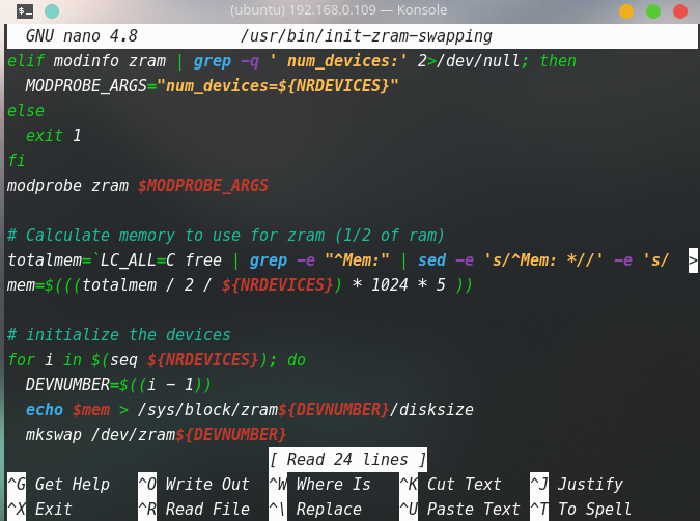 (ubuntu) 192.168.0.109 — Konsole
GNU nano 4.8 /usr/bin/init-zram-swapping
elif modinfo zram | grep -q ' num_devices:' 2>/dev/null; then
  MODPROBE_ARGS="num_devices=${NRDEVICES}"
else
  exit 1
fi
modprobe zram $MODPROBE_ARGS

# Calculate memory to use for zram (1/2 of ram)
totalmem=`LC_ALL=C free | grep -e "^Mem:" | sed -e 's/^Mem: *//' -e 's/ >
mem=$(((totalmem / 2 / ${NRDEVICES}) * 1024 * 5 ))

# initialize the devices
for i in $(seq ${NRDEVICES}); do
  DEVNUMBER=$((i - 1))
  echo $mem > /sys/block/zram${DEVNUMBER}/disksize
  mkswap /dev/zram${DEVNUMBER}
[ Read 24 lines ]
^G Get Help ^O Write Out ^W Where Is ^K Cut Text ^J Justify
^X Exit ^R Read File ^\ Replace ^U Paste Text ^T To Spell